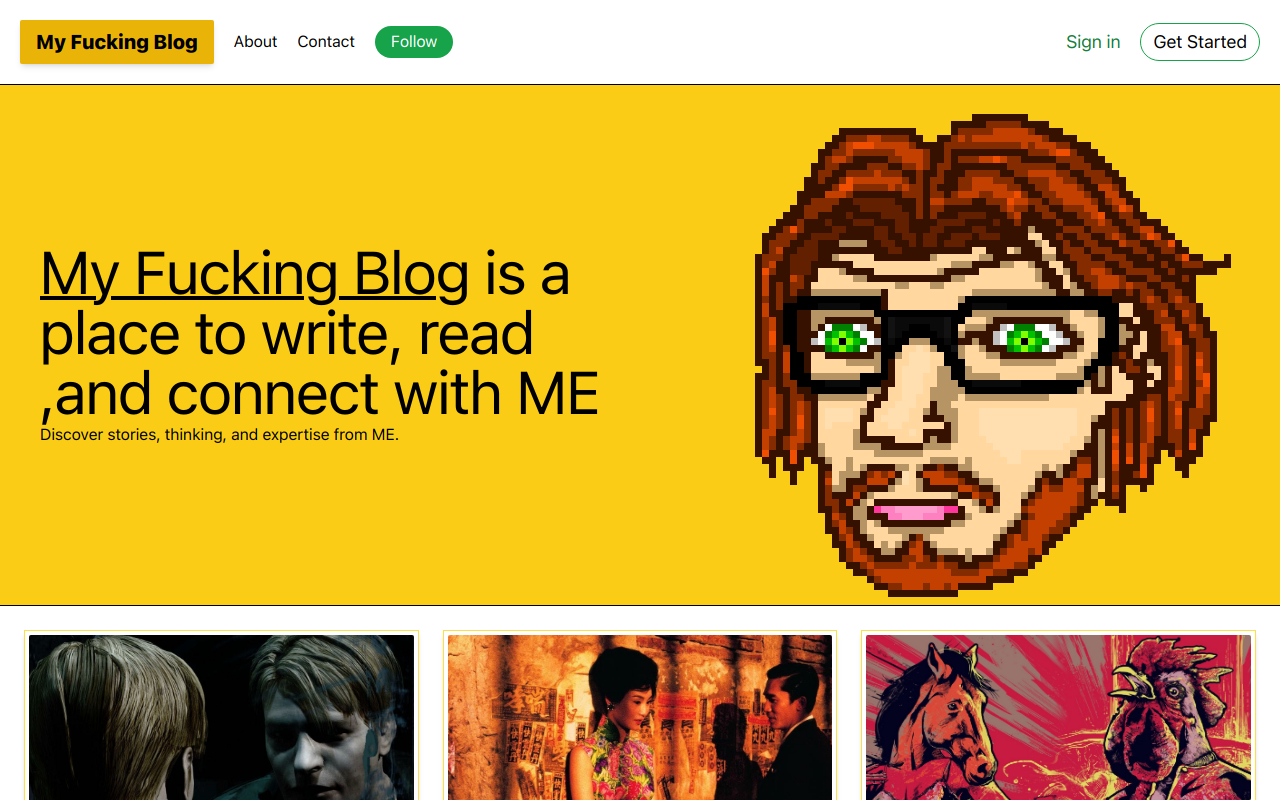 My Fucking Blog
About
Contact
Follow
Sign in
Get Started
My Fucking Blog is a
place to write, read
,and connect with ME
Discover stories, thinking, and expertise from ME.